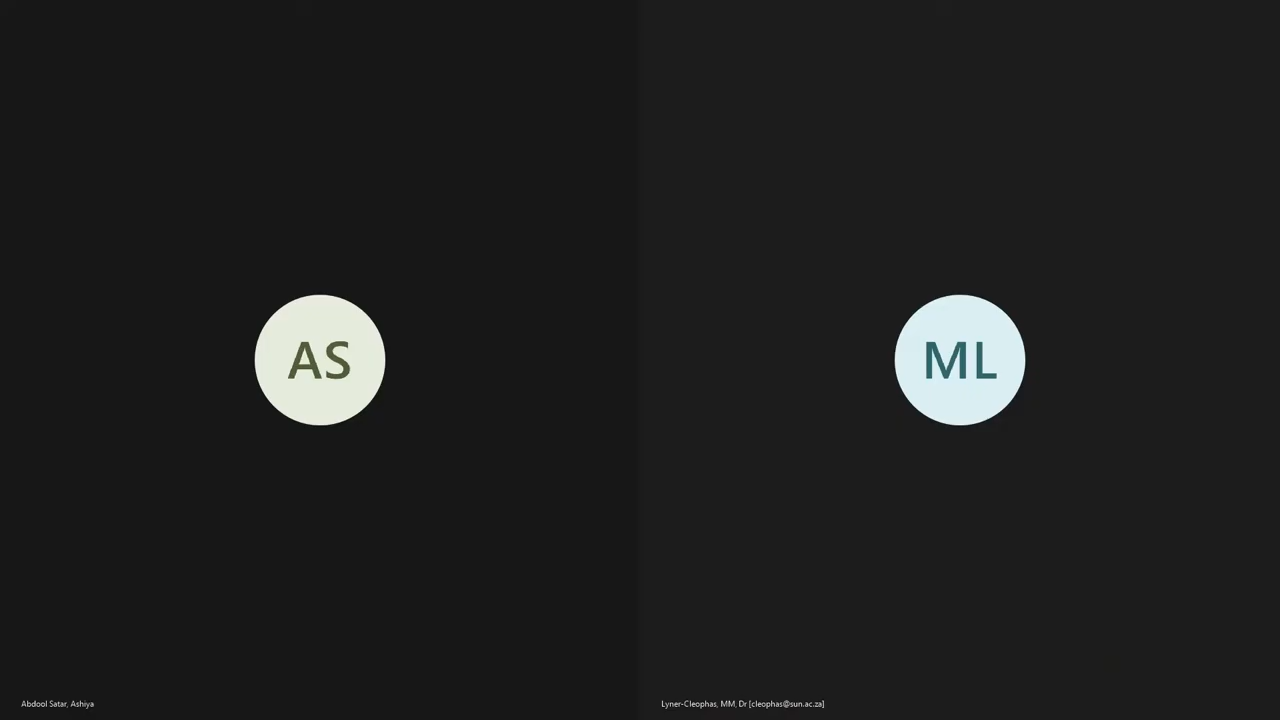 AS
ML
Abdool Satar, Ashiya
Lyner-Cleophas, MM, Dr [cleophas@sun.ac.za]